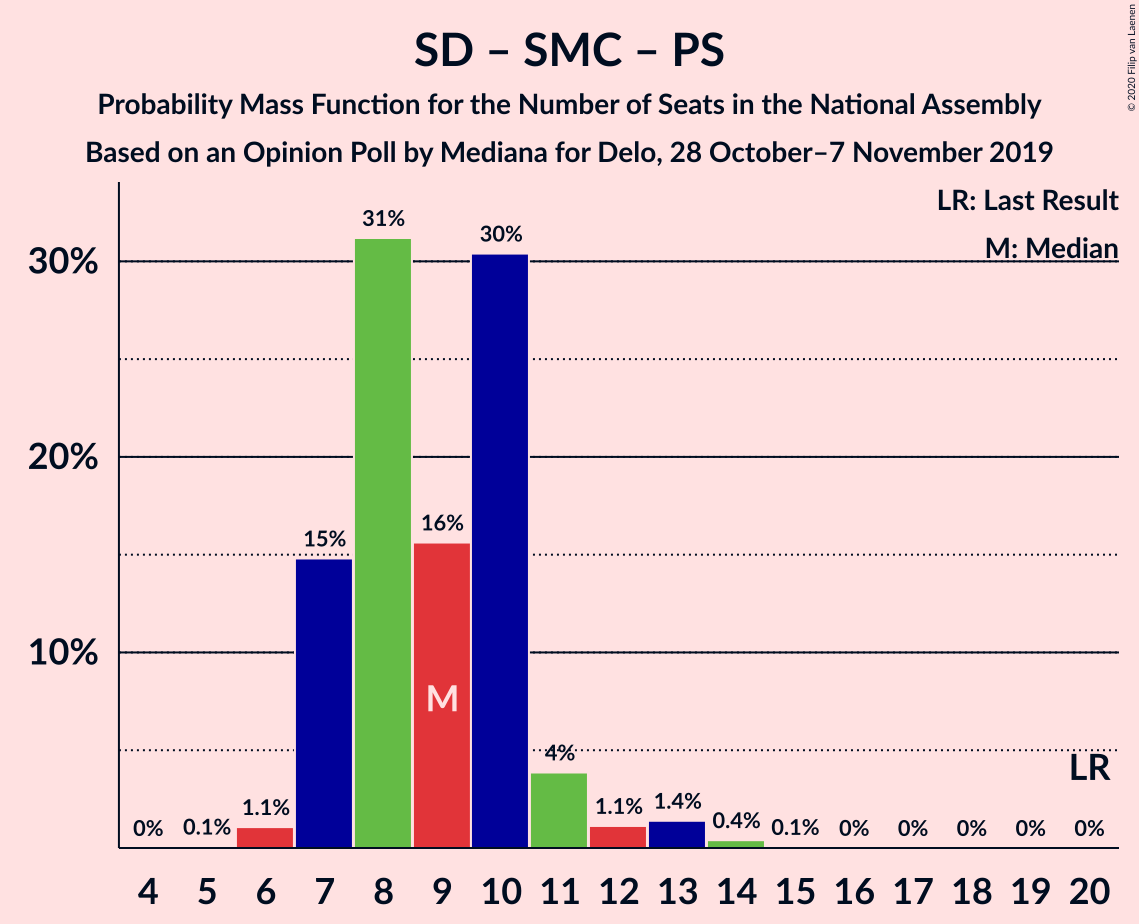 SD – SMC – PS
Probability Mass Function for the Number of Seats in the National Assembly
Based on an Opinion Poll by Mediana for Delo, 28 October–7 November 2019
© 2020 Filip van Laenen
LR: Last Result
M: Median
30%
20%
10%
0%
0.1%
1.1%
15%
31%
16%
30%
4%
1.1%
1.4%
0.4%
0.1%
0%
0%
0%
0%
0%
M
LR
4 5 6 7 8 9 10 11 12 13 14 15 16 17 18 19 20